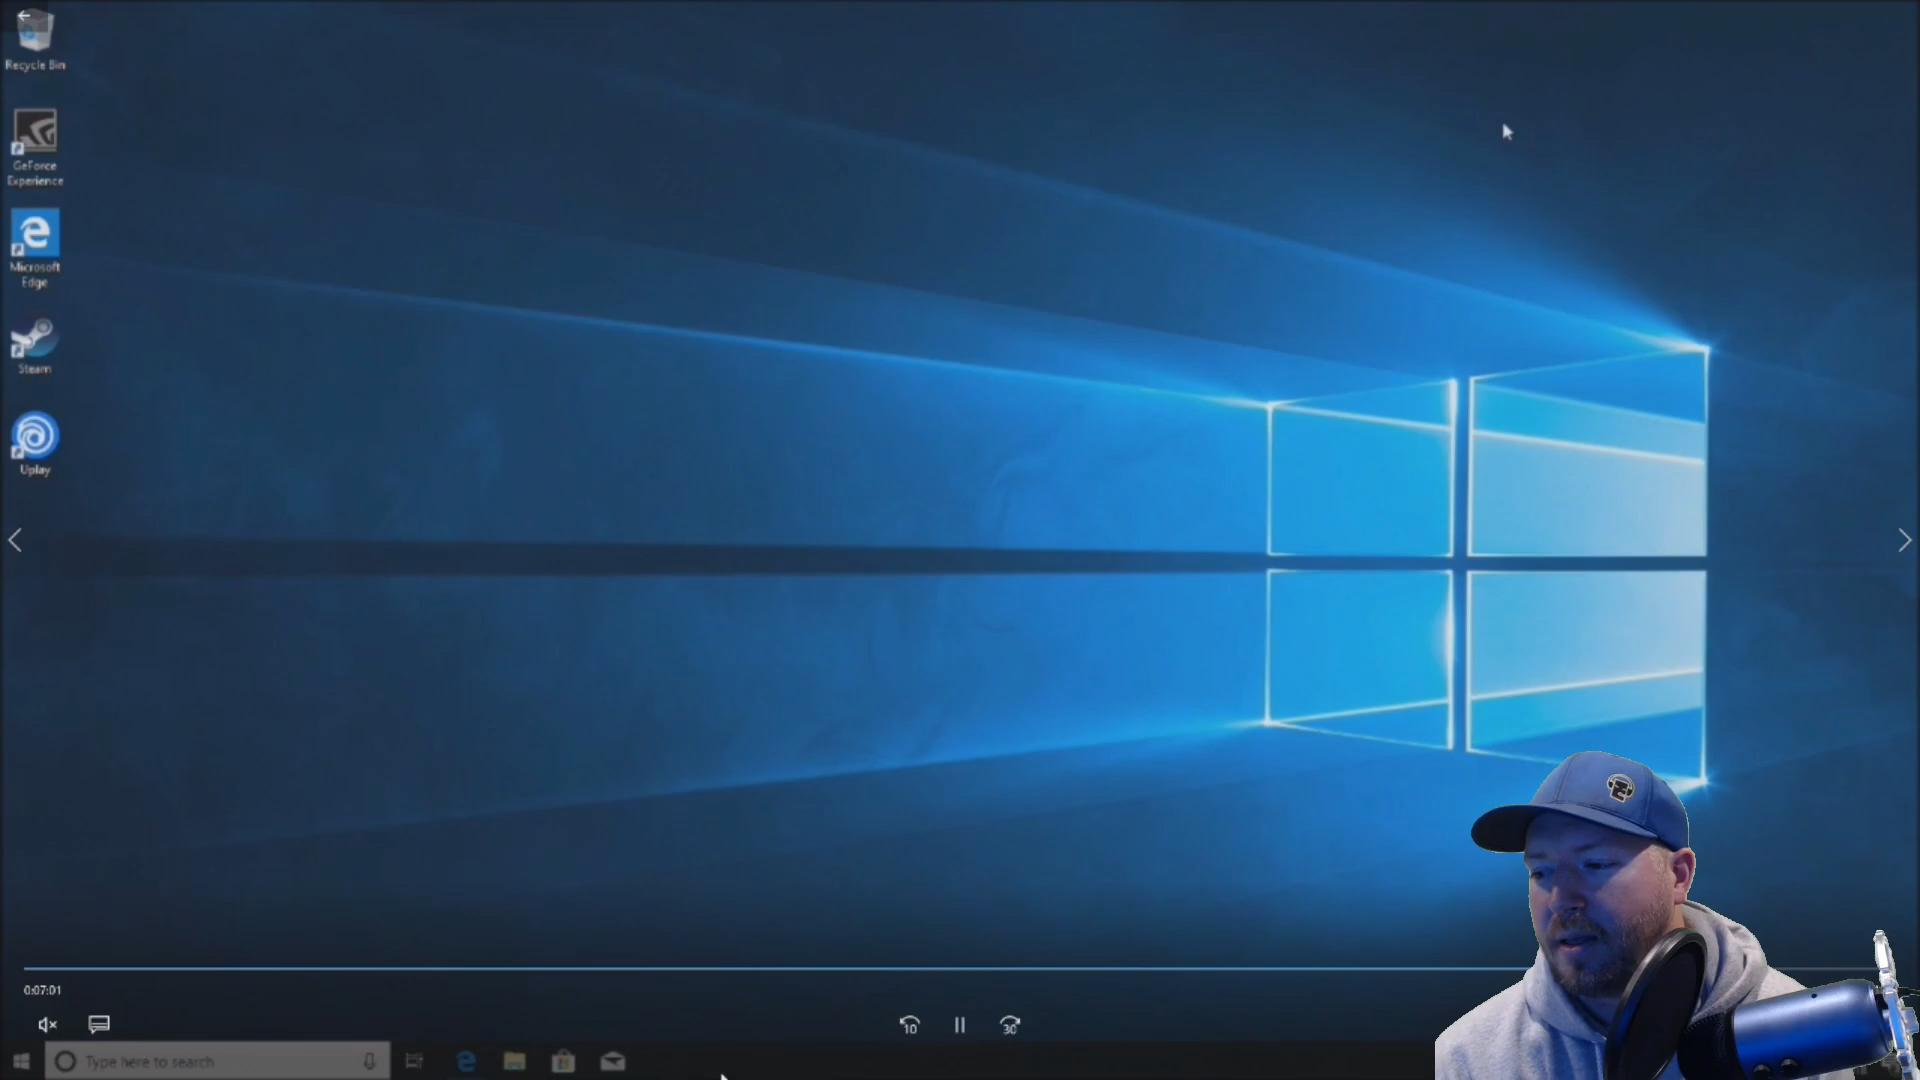 Recycle Bin
GeForce
Experience
Microsoft
Edge
Steam
Uplay
0:07:01
10
30
Type here to search